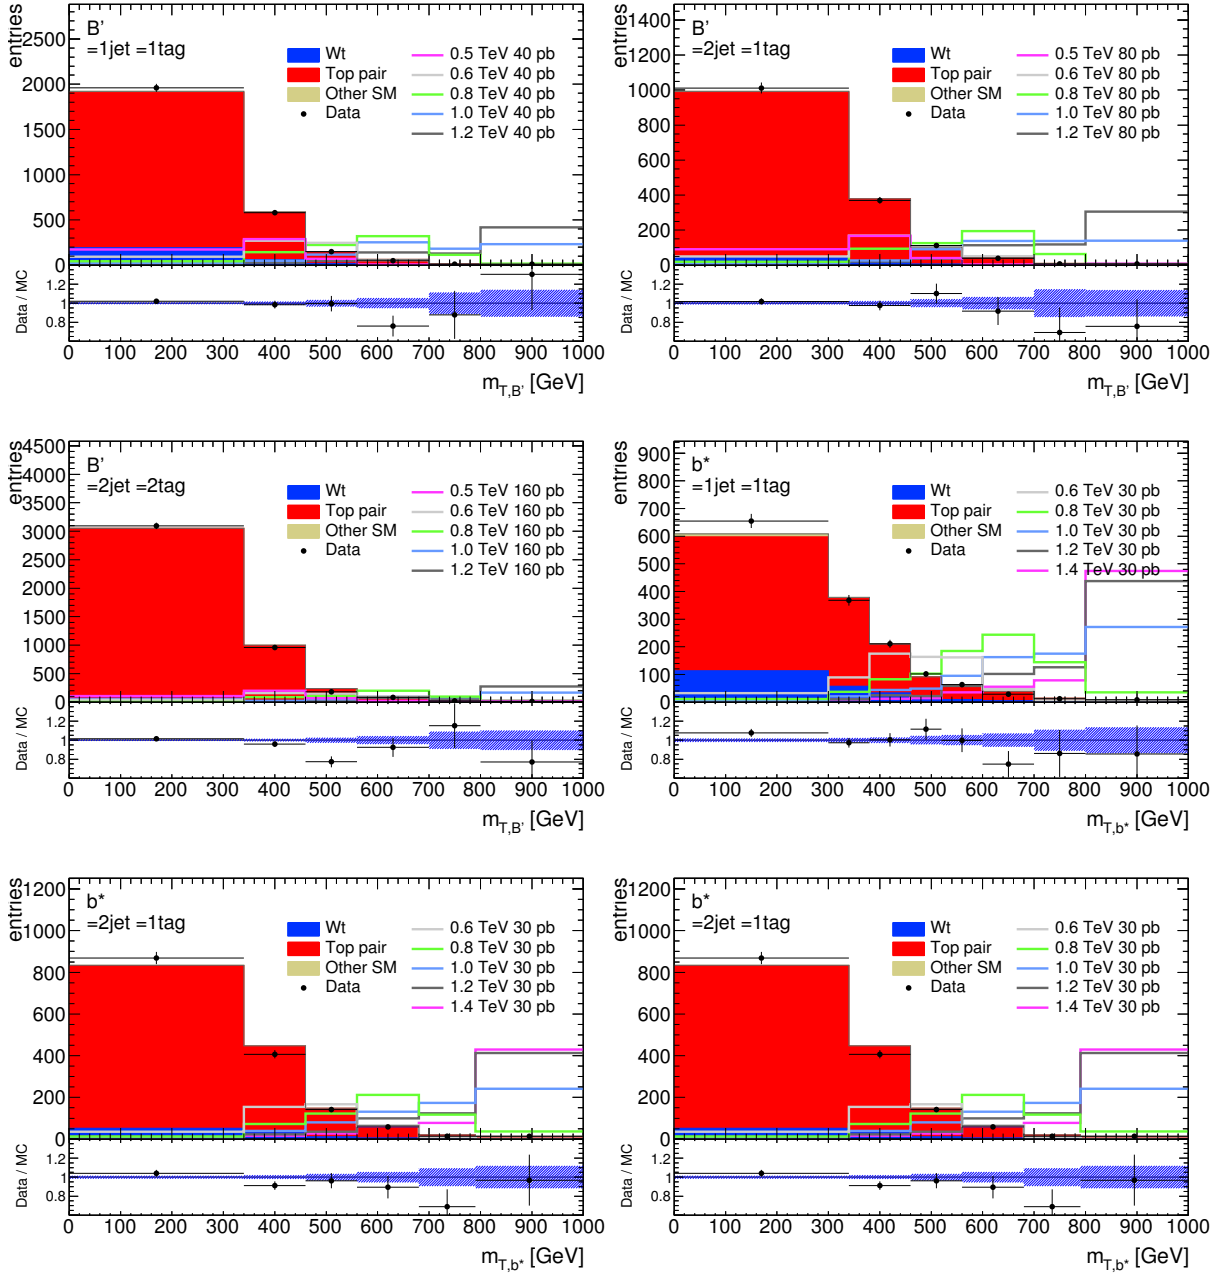 B'
=1jet =1tag
entries
2500
2000
1500
1000
500
0
Wt
Top pair
Other SM
Data
0.5 TeV 40 pb
0.6 TeV 40 pb
0.8 TeV 40 pb
1.0 TeV 40 pb
1.2 TeV 40 pb
Data / MC
1.2
1
0.8
0 100 200 300 400 500 600 700 800 900 1000
m_T,B' [GeV]
B'
=2jet =1tag
entries
1400
1200
1000
800
600
400
200
0
Wt
Top pair
Other SM
Data
0.5 TeV 80 pb
0.6 TeV 80 pb
0.8 TeV 80 pb
1.0 TeV 80 pb
1.2 TeV 80 pb
Data / MC
1.2
1
0.8
0 100 200 300 400 500 600 700 800 900 1000
m_T,B' [GeV]
B'
=2jet =2tag
entries
4500
4000
3500
3000
2500
2000
1500
1000
500
0
Wt
Top pair
Other SM
Data
0.5 TeV 160 pb
0.6 TeV 160 pb
0.8 TeV 160 pb
1.0 TeV 160 pb
1.2 TeV 160 pb
Data / MC
1.2
1
0.8
0 100 200 300 400 500 600 700 800 900 1000
m_T,B' [GeV]
b*
=1jet =1tag
entries
900
800
700
600
500
400
300
200
100
0
Wt
Top pair
Other SM
Data
0.6 TeV 30 pb
0.8 TeV 30 pb
1.0 TeV 30 pb
1.2 TeV 30 pb
1.4 TeV 30 pb
Data / MC
1.2
1
0.8
0 100 200 300 400 500 600 700 800 900 1000
m_T,b* [GeV]
b*
=2jet =1tag
entries
1200
1000
800
600
400
200
0
Wt
Top pair
Other SM
Data
0.6 TeV 30 pb
0.8 TeV 30 pb
1.0 TeV 30 pb
1.2 TeV 30 pb
1.4 TeV 30 pb
Data / MC
1.2
1
0.8
0 100 200 300 400 500 600 700 800 900 1000
m_T,b* [GeV]
b*
=2jet =1tag
entries
1200
1000
800
600
400
200
0
Wt
Top pair
Other SM
Data
0.6 TeV 30 pb
0.8 TeV 30 pb
1.0 TeV 30 pb
1.2 TeV 30 pb
1.4 TeV 30 pb
Data / MC
1.2
1
0.8
0 100 200 300 400 500 600 700 800 900 1000
m_T,b* [GeV]